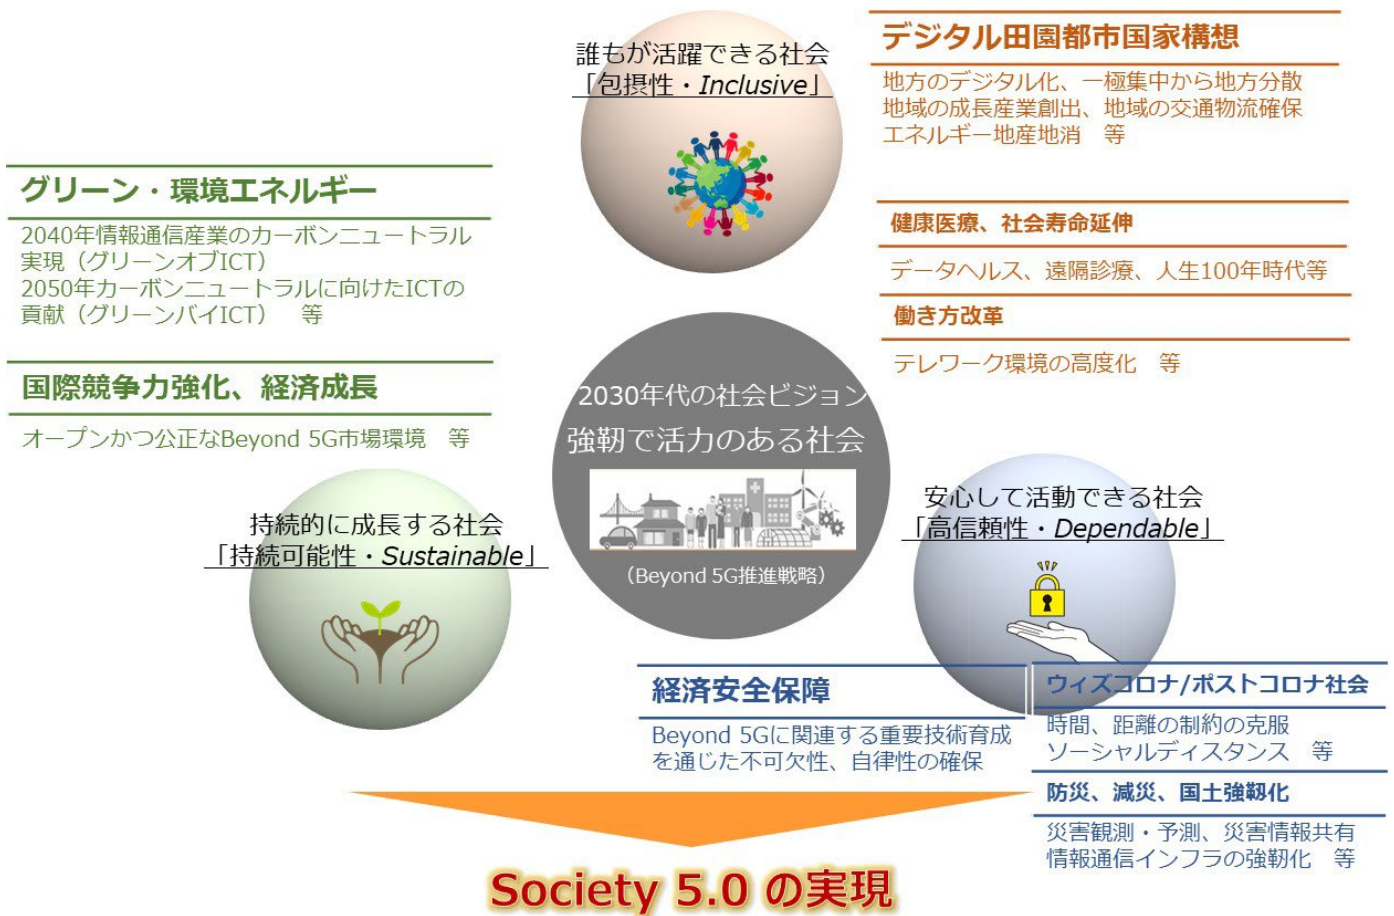 誰もが活躍できる社会
「包摂性・Inclusive」
デジタル田園都市国家構想
地方のデジタル化、一極集中から地方分散
地域の成長産業創出、地域の交通物流確保
エネルギー地産地消　等
健康医療、社会寿命延伸
データヘルス、遠隔診療、人生100年時代等
働き方改革
テレワーク環境の高度化　等
グリーン・環境エネルギー
2040年情報通信産業のカーボンニュートラル
実現（グリーンオブICT）
2050年カーボンニュートラルに向けたICTの
貢献（グリーンバイICT）　等
国際競争力強化、経済成長
オープンかつ公正なBeyond 5G市場環境　等
持続的に成長する社会
「持続可能性・Sustainable」
2030年代の社会ビジョン
強靭で活力のある社会
（Beyond 5G推進戦略）
安心して活動できる社会
「高信頼性・Dependable」
経済安全保障
Beyond 5Gに関連する重要技術育成
を通じた不可欠性、自律性の確保
ウィズコロナ/ポストコロナ社会
時間、距離の制約の克服
ソーシャルディスタンス　等
防災、減災、国土強靱化
災害観測・予測、災害情報共有
情報通信インフラの強靭化　等
Society 5.0 の実現